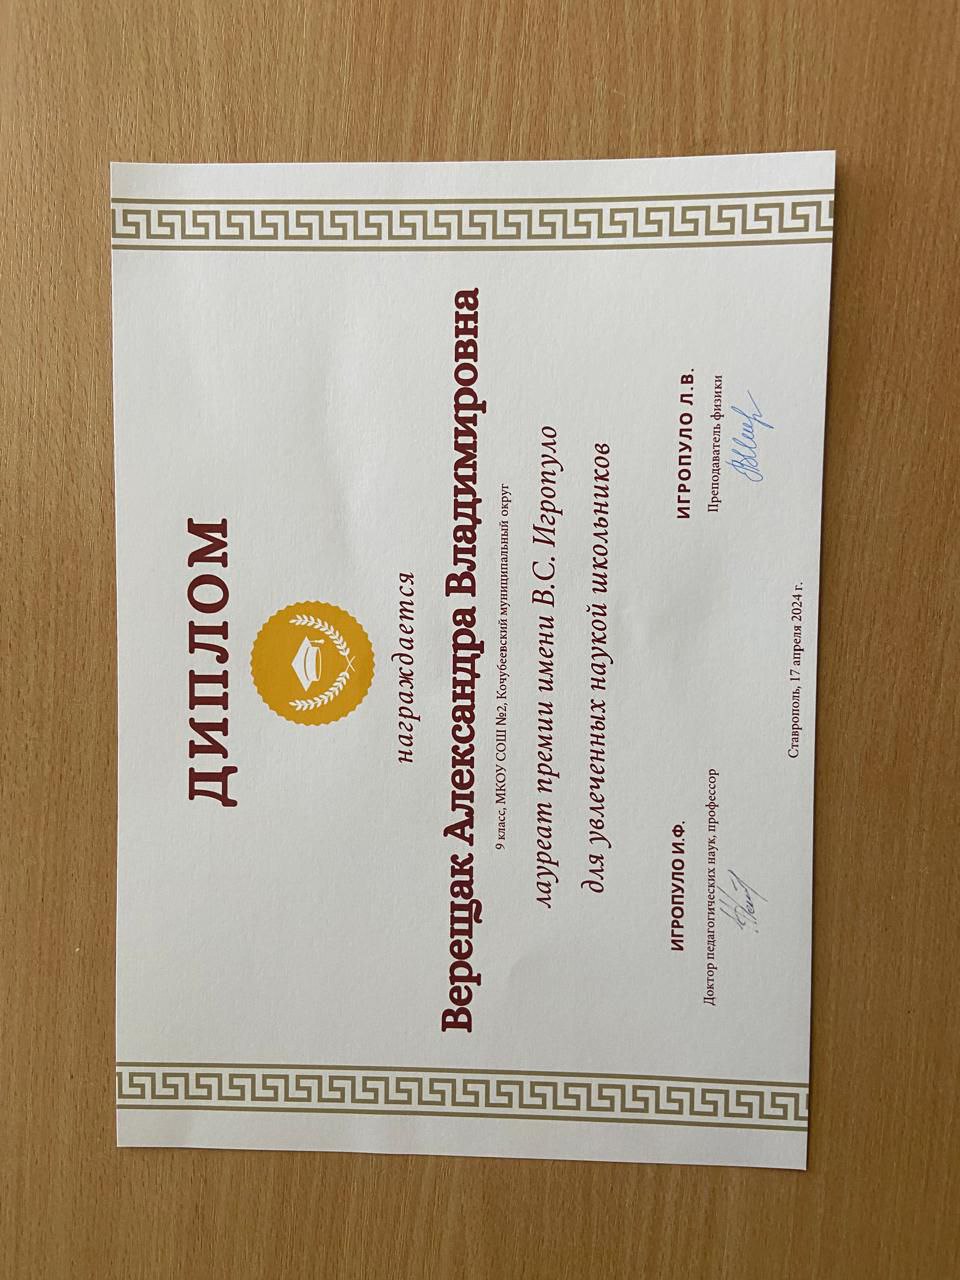 ДИПЛОМ
награждается
Верещак Александра Владимировна
9 класс, МКОУ СОШ №2, Кочубеевский муниципальный округ
лауреат премии имени В.С. Игропуло
для увлеченных наукой школьников
ИГРОПУЛО И.Ф.
Доктор педагогических наук, профессор
ИГРОПУЛО Л.В.
Преподаватель физики
Ставрополь, 17 апреля 2024 г.